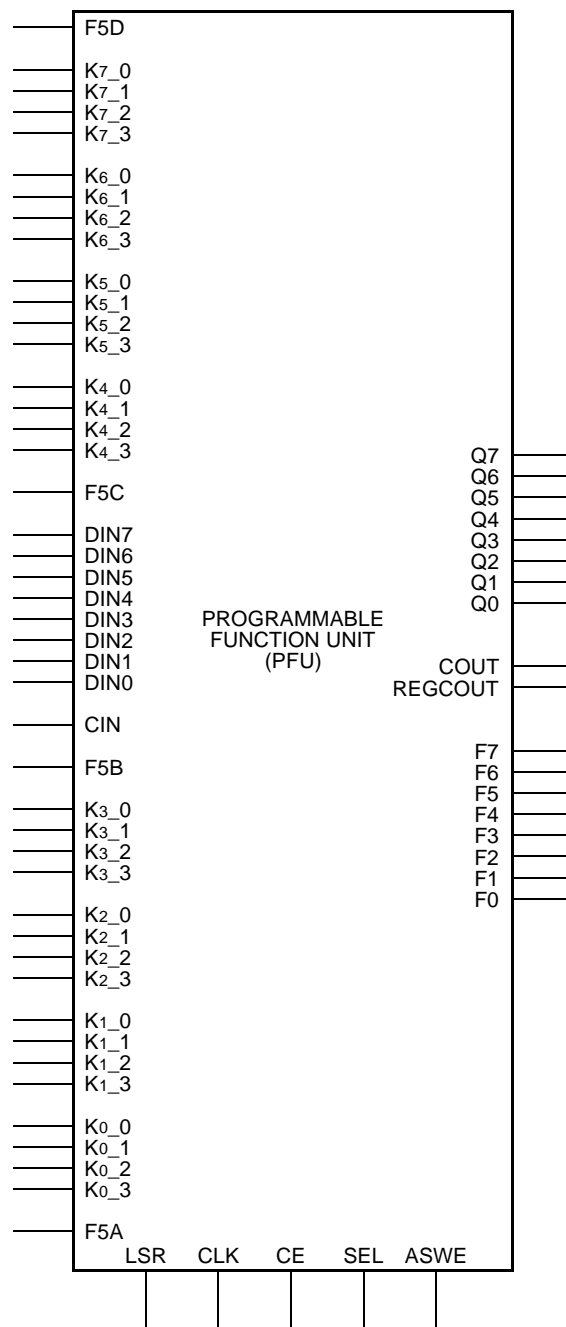 F5D
K7_0
K7_1
K7_2
K7_3
K6_0
K6_1
K6_2
K6_3
K5_0
K5_1
K5_2
K5_3
K4_0
K4_1
K4_2
K4_3
F5C
DIN7
DIN6
DIN5
DIN4
DIN3
DIN2
DIN1
DIN0
CIN
F5B
K3_0
K3_1
K3_2
K3_3
K2_0
K2_1
K2_2
K2_3
K1_0
K1_1
K1_2
K1_3
K0_0
K0_1
K0_2
K0_3
F5A
PROGRAMMABLE
FUNCTION UNIT
(PFU)
Q7
Q6
Q5
Q4
Q3
Q2
Q1
Q0
COUT
REGCOUT
F7
F6
F5
F4
F3
F2
F1
F0
LSR CLK CE SEL ASWE